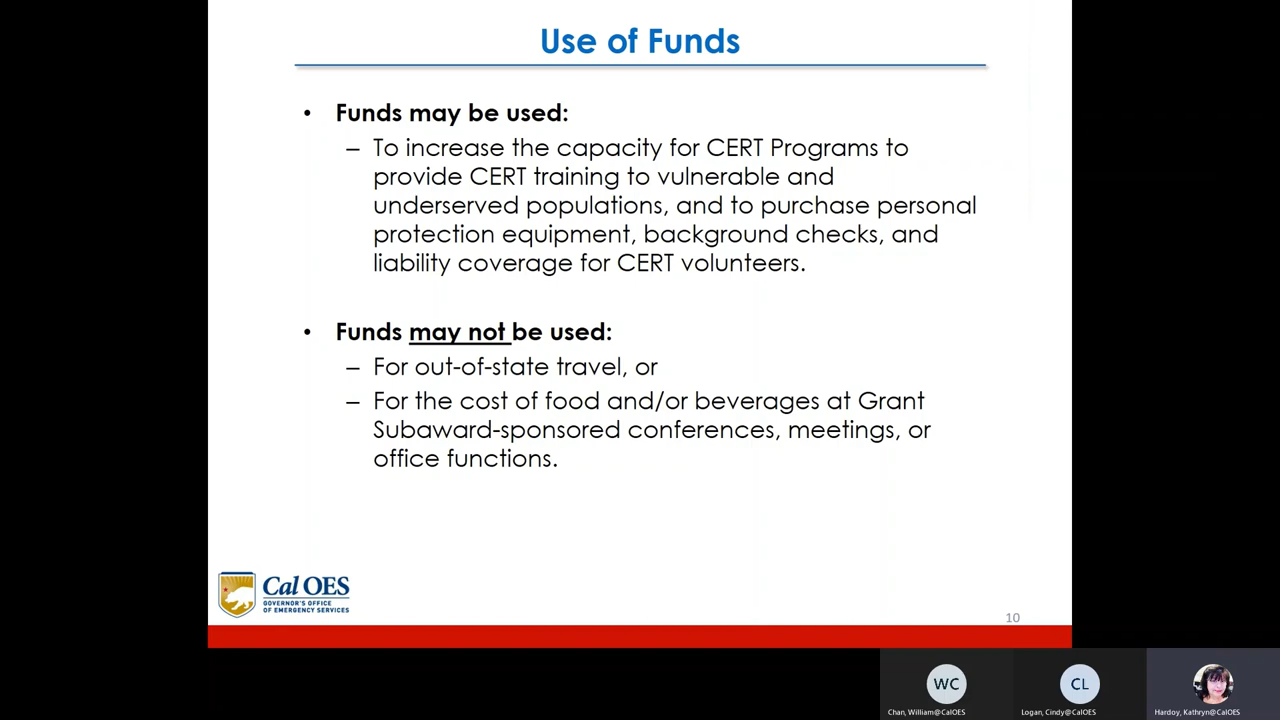 Use of Funds
• Funds may be used:
– To increase the capacity for CERT Programs to
provide CERT training to vulnerable and
underserved populations, and to purchase personal
protection equipment, background checks, and
liability coverage for CERT volunteers.
• Funds may not be used:
– For out-of-state travel, or
– For the cost of food and/or beverages at Grant
Subaward-sponsored conferences, meetings, or
office functions.
Cal OES
GOVERNOR'S OFFICE
OF EMERGENCY SERVICES
10
WC
CL
Chan, William@CalOES
Logan, Cindy@CalOES
Hardoy, Kathryn@CalOES